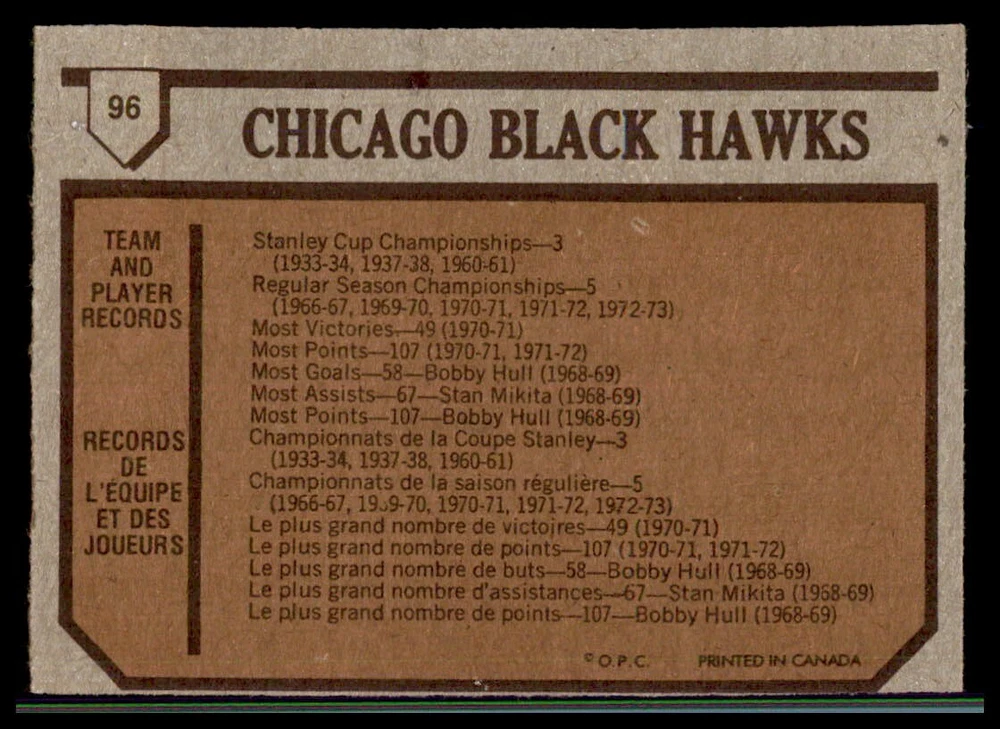 96
CHICAGO BLACK HAWKS
TEAM
AND
PLAYER
RECORDS
Stanley Cup Championships—3
(1933-34, 1937-38, 1960-61)
Regular Season Championships—5
(1966-67, 1969-70, 1970-71, 1971-72, 1972-73)
Most Victories—49 (1970-71)
Most Points—107 (1970-71, 1971-72)
Most Goals—58—Bobby Hull (1968-69)
Most Assists—67—Stan Mikita (1968-69)
Most Points—107—Bobby Hull (1968-69)
RECORDS
DE
L'ÉQUIPE
ET DES
JOUEURS
Championnats de la Coupe Stanley—3
(1933-34, 1937-38, 1960-61)
Championnats de la saison régulière—5
(1966-67, 1969-70, 1970-71, 1971-72, 1972-73)
Le plus grand nombre de victoires—49 (1970-71)
Le plus grand nombre de points—107 (1970-71, 1971-72)
Le plus grand nombre de buts—58—Bobby Hull (1968-69)
Le plus grand nombre d'assistances—67—Stan Mikita (1968-69)
Le plus grand nombre de points—107—Bobby Hull (1968-69)
© O.P.C. PRINTED IN CANADA